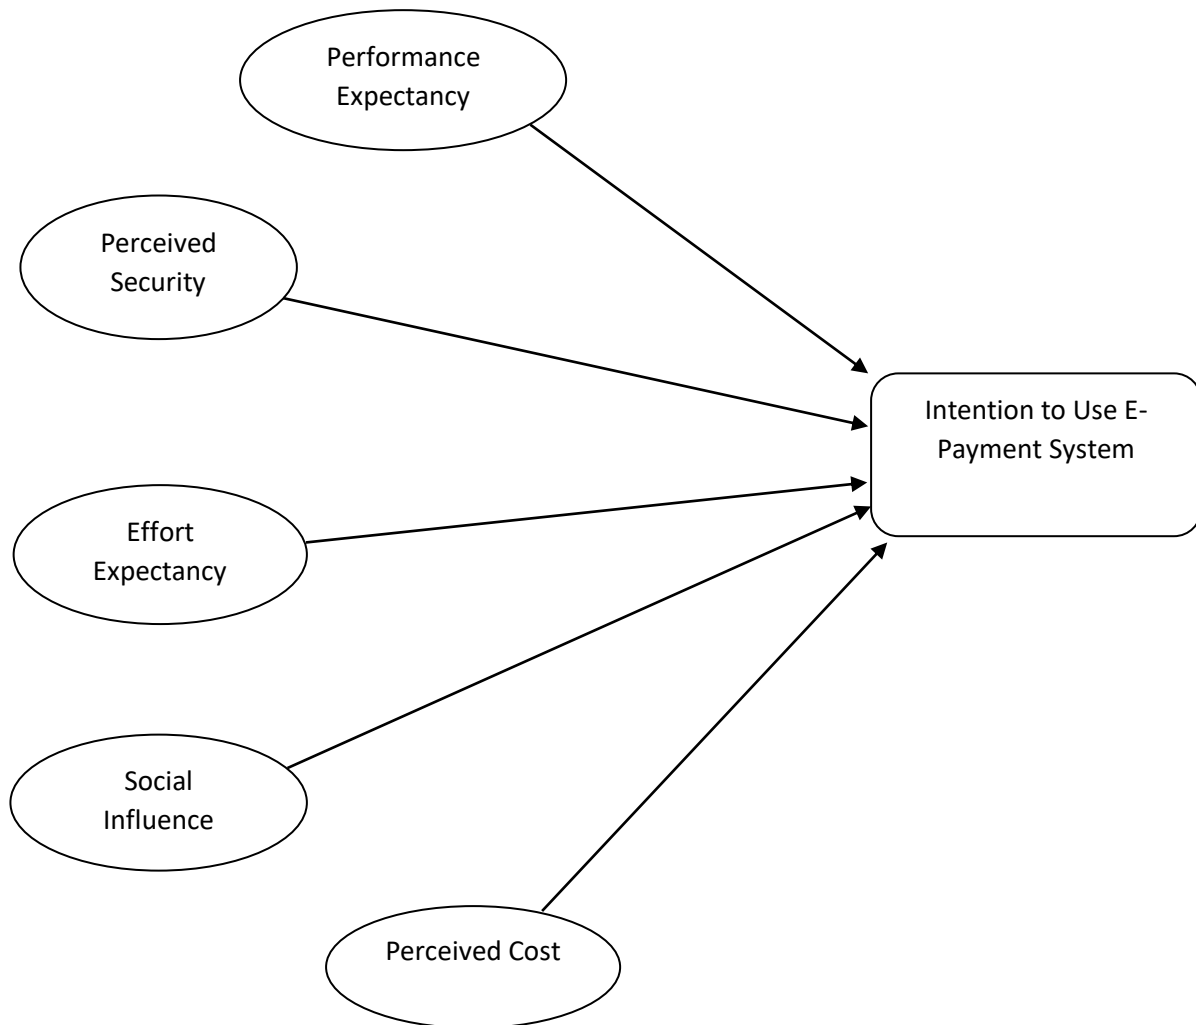 Performance
Expectancy
Perceived
Security
Intention to Use E-
Payment System
Effort
Expectancy
Social
Influence
Perceived Cost